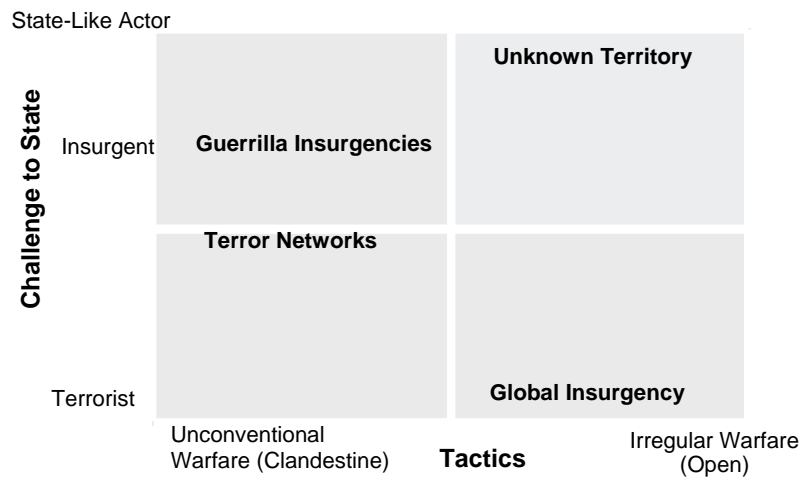 State-Like Actor
Unknown Territory
Challenge to State
Insurgent
Guerrilla Insurgencies
Terror Networks
Terrorist
Global Insurgency
Unconventional
Warfare (Clandestine)
Tactics
Irregular Warfare
(Open)